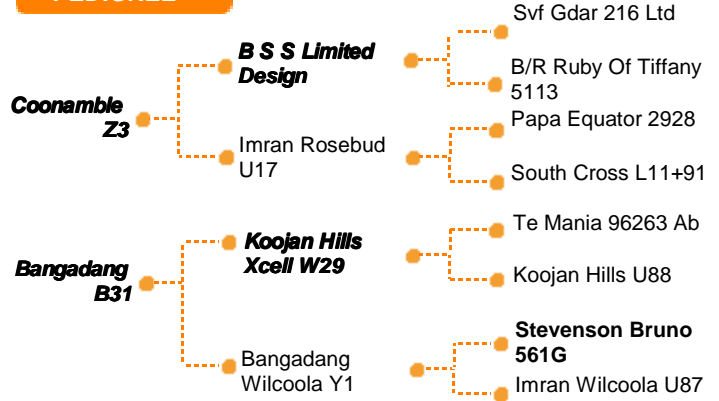 Svf Gdar 216 Ltd
B S S Limited
Design
B/R Ruby Of Tiffany
5113
Coonamble
Z3
Papa Equator 2928
Imran Rosebud
U17
South Cross L11+91
Te Mania 96263 Ab
Koojan Hills
Xcell W29
Koojan Hills U88
Bangadang
B31
Stevenson Bruno
561G
Bangadang
Wilcoola Y1
Imran Wilcoola U87